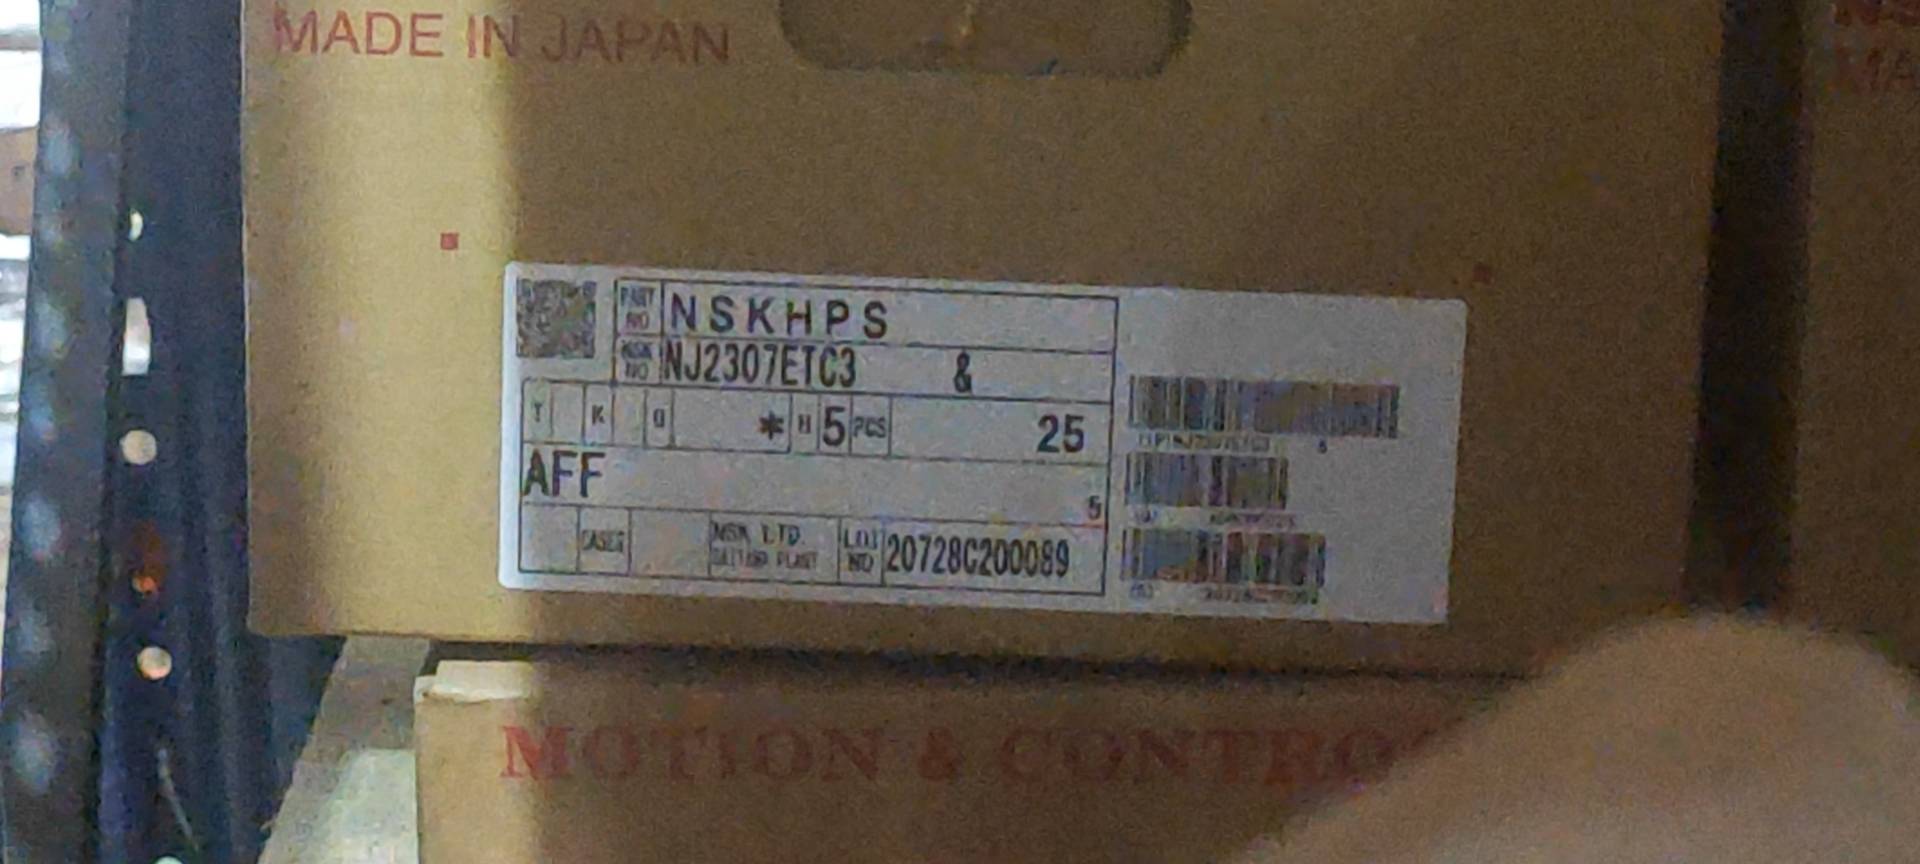 MADE IN JAPAN
PART NO NSKHPS
NSK NO NJ2307ETC3 &
T K Q * H 5 PCS 25
AFF
5
CASES NSK LTD. PLANT LOT NO 20728C200089
MOTION & CONTRO